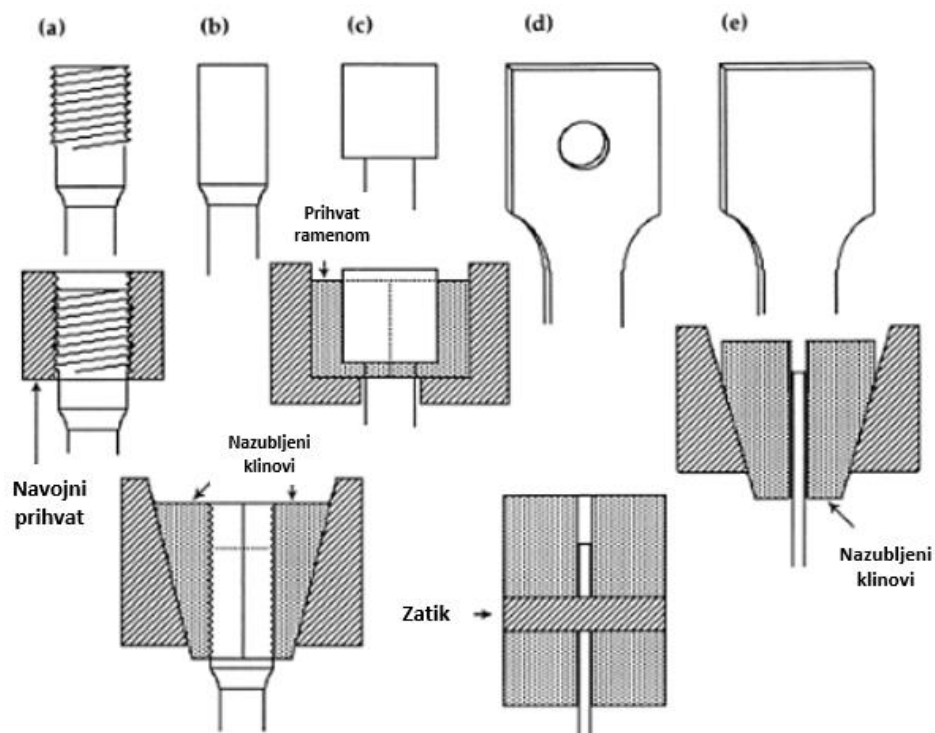 (a)
(b)
(c)
(d)
(e)
Prihvat
ramenom
Navojni
prihvat
Nazubljeni
klinovi
Zatik
Nazubljeni
klinovi